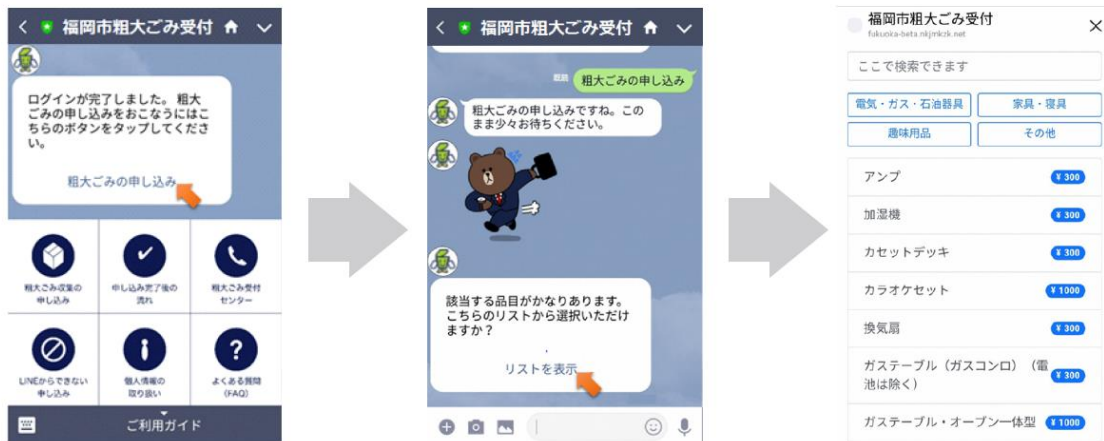 福岡市粗大ごみ受付
ログインが完了しました。 粗大
ごみの申し込みをおこなうにはこ
ちらのボタンをタップしてくださ
い。
粗大ごみの申し込み
粗大ごみ収集の
申し込み
申し込み完了後の
流れ
粗大ごみ受付
センター
LINEからできない
申し込み
個人情報の
取り扱い
よくある質問
(FAQ)
ご利用ガイド
福岡市粗大ごみ受付
既読
粗大ごみの申し込み
粗大ごみの申し込みですね。この
まま少々お待ちください。
該当する品目がかなりあります。
こちらのリストから選択いただけ
ますか?
.
リストを表示
福岡市粗大ごみ受付
fukuoka-beta.nkjmkzk.net
ここで検索できます
電気・ガス・石油器具
家具・寝具
趣味用品
その他
アンプ ¥ 300
加湿機 ¥ 300
カセットデッキ ¥ 300
カラオケセット ¥ 1000
換気扇 ¥ 300
ガステーブル（ガスコンロ）（電
池は除く） ¥ 300
ガステーブル・オーブン一体型 ¥ 1000